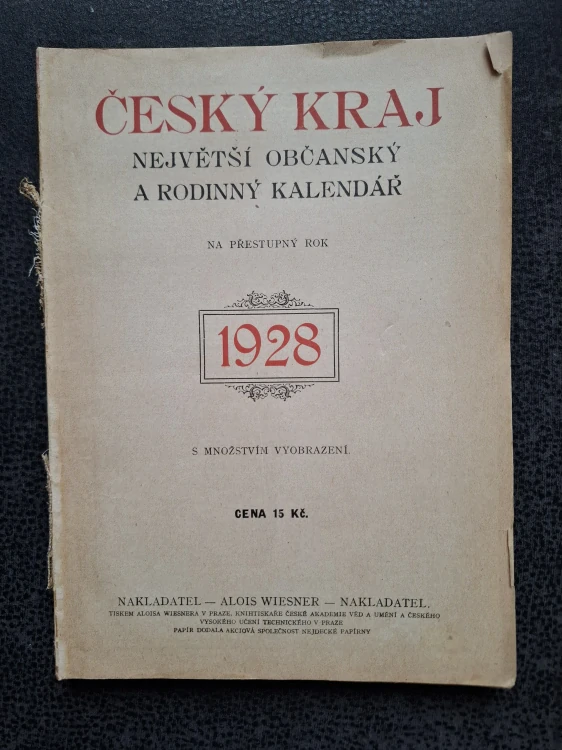 ČESKÝ KRAJ
NEJVĚTŠÍ OBČANSKÝ
A RODINNÝ KALENDÁŘ
NA PŘESTUPNÝ ROK
1928
S MNOŽSTVÍM VYOBRAZENÍ.
CENA 15 Kč.
NAKLADATEL — ALOIS WIESNER — NAKLADATEL.
TISKEM ALOISA WIESNERA V PRAZE, KNIHTISKAŘE ČESKÉ AKADEMIE VĚD A UMĚNÍ A ČESKÉHO
VYSOKÉHO UČENÍ TECHNICKÉHO V PRAZE
PAPÍR DODALA AKCIOVÁ SPOLEČNOST NEJDECKÉ PAPÍRNY